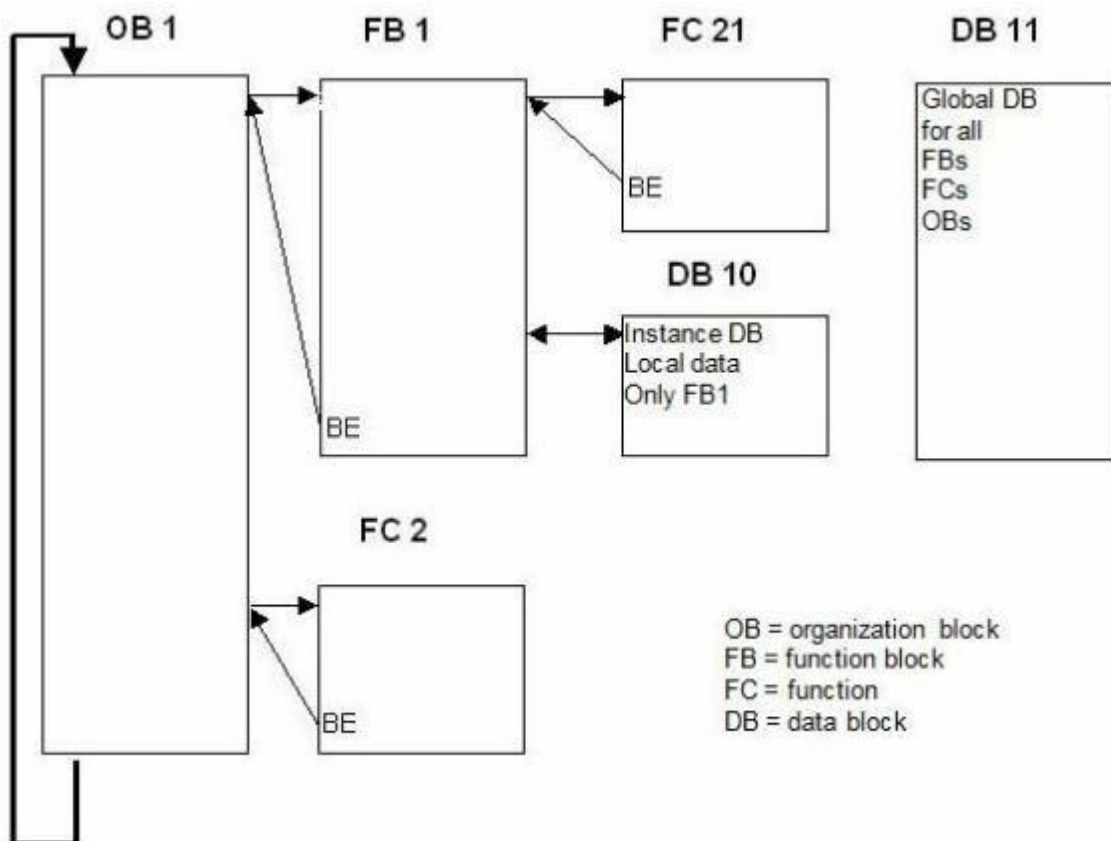 OB 1
FB 1
FC 21
DB 11
Global DB
for all
FBs
FCs
OBs
BE
DB 10
Instance DB
Local data
Only FB1
BE
FC 2
BE
OB = organization block
FB = function block
FC = function
DB = data block